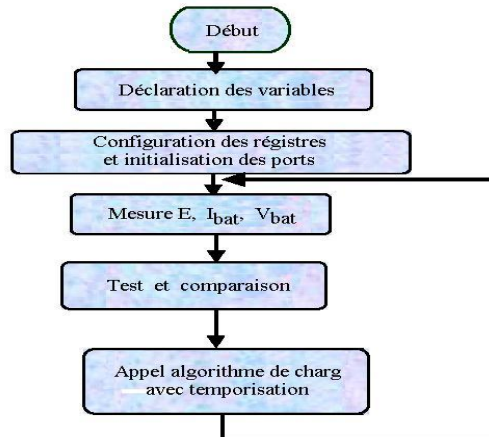 Début
Déclaration des variables
Configuration des régistres
et initialisation des ports
Mesure E, Ibat, Vbat
Test et comparaison
Appel algorithme de charg
avec temporisation